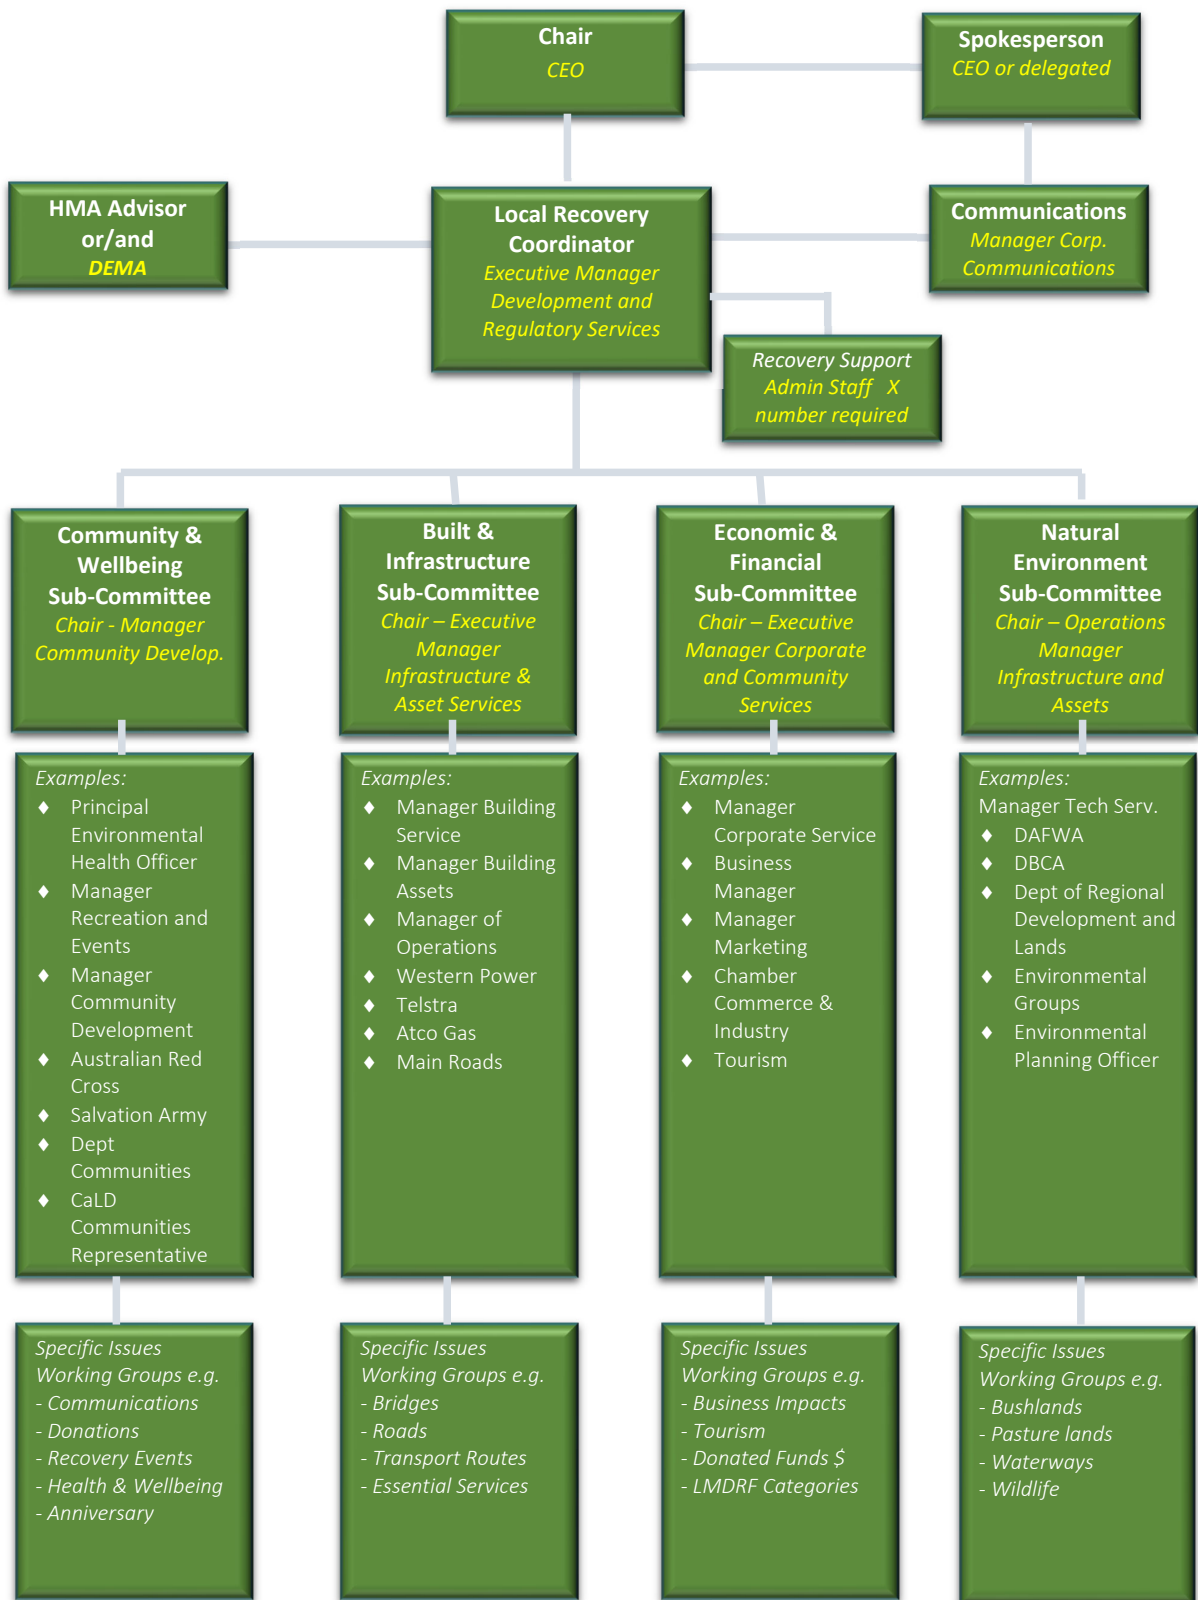 Chair
CEO
Spokesperson
CEO or delegated
HMA Advisor
or/and
DEMA
Local Recovery
Coordinator
Executive Manager
Development and
Regulatory Services
Communications
Manager Corp.
Communications
Recovery Support
Admin Staff X
number required
Community &
Wellbeing
Sub-Committee
Chair - Manager
Community Develop.
Built &
Infrastructure
Sub-Committee
Chair – Executive
Manager
Infrastructure &
Asset Services
Economic &
Financial
Sub-Committee
Chair – Executive
Manager Corporate
and Community
Services
Natural
Environment
Sub-Committee
Chair – Operations
Manager
Infrastructure and
Assets
Examples:
♦ Principal
Environmental
Health Officer
♦ Manager
Recreation and
Events
♦ Manager
Community
Development
♦ Australian Red
Cross
♦ Salvation Army
♦ Dept
Communities
♦ CaLD
Communities
Representative
Examples:
♦ Manager Building
Service
♦ Manager Building
Assets
♦ Manager of
Operations
♦ Western Power
♦ Telstra
♦ Atco Gas
♦ Main Roads
Examples:
♦ Manager
Corporate Service
♦ Business
Manager
♦ Manager
Marketing
♦ Chamber
Commerce &
Industry
♦ Tourism
Examples:
Manager Tech Serv.
♦ DAFWA
♦ DBCA
♦ Dept of Regional
Development and
Lands
♦ Environmental
Groups
♦ Environmental
Planning Officer
Specific Issues
Working Groups e.g.
- Communications
- Donations
- Recovery Events
- Health & Wellbeing
- Anniversary
Specific Issues
Working Groups e.g.
- Bridges
- Roads
- Transport Routes
- Essential Services
Specific Issues
Working Groups e.g.
- Business Impacts
- Tourism
- Donated Funds $
- LMDRF Categories
Specific Issues
Working Groups e.g.
- Bushlands
- Pasture lands
- Waterways
- Wildlife